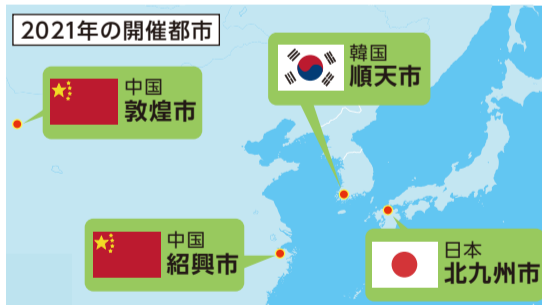 2021年の開催都市
韓国
順天市
中国
敦煌市
中国
紹興市
日本
北九州市